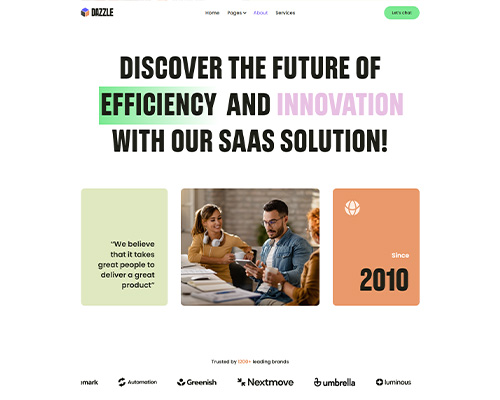 DAZZLE
Home Pages About Services
Let's chat
DISCOVER THE FUTURE OF
EFFICIENCY AND INNOVATION
WITH OUR SAAS SOLUTION!
“We believe
that it takes
great people to
deliver a great
product”
Since
2010
Trusted by 1200+ leading brands
emark Automation Greenish Nextmove umbrella luminous